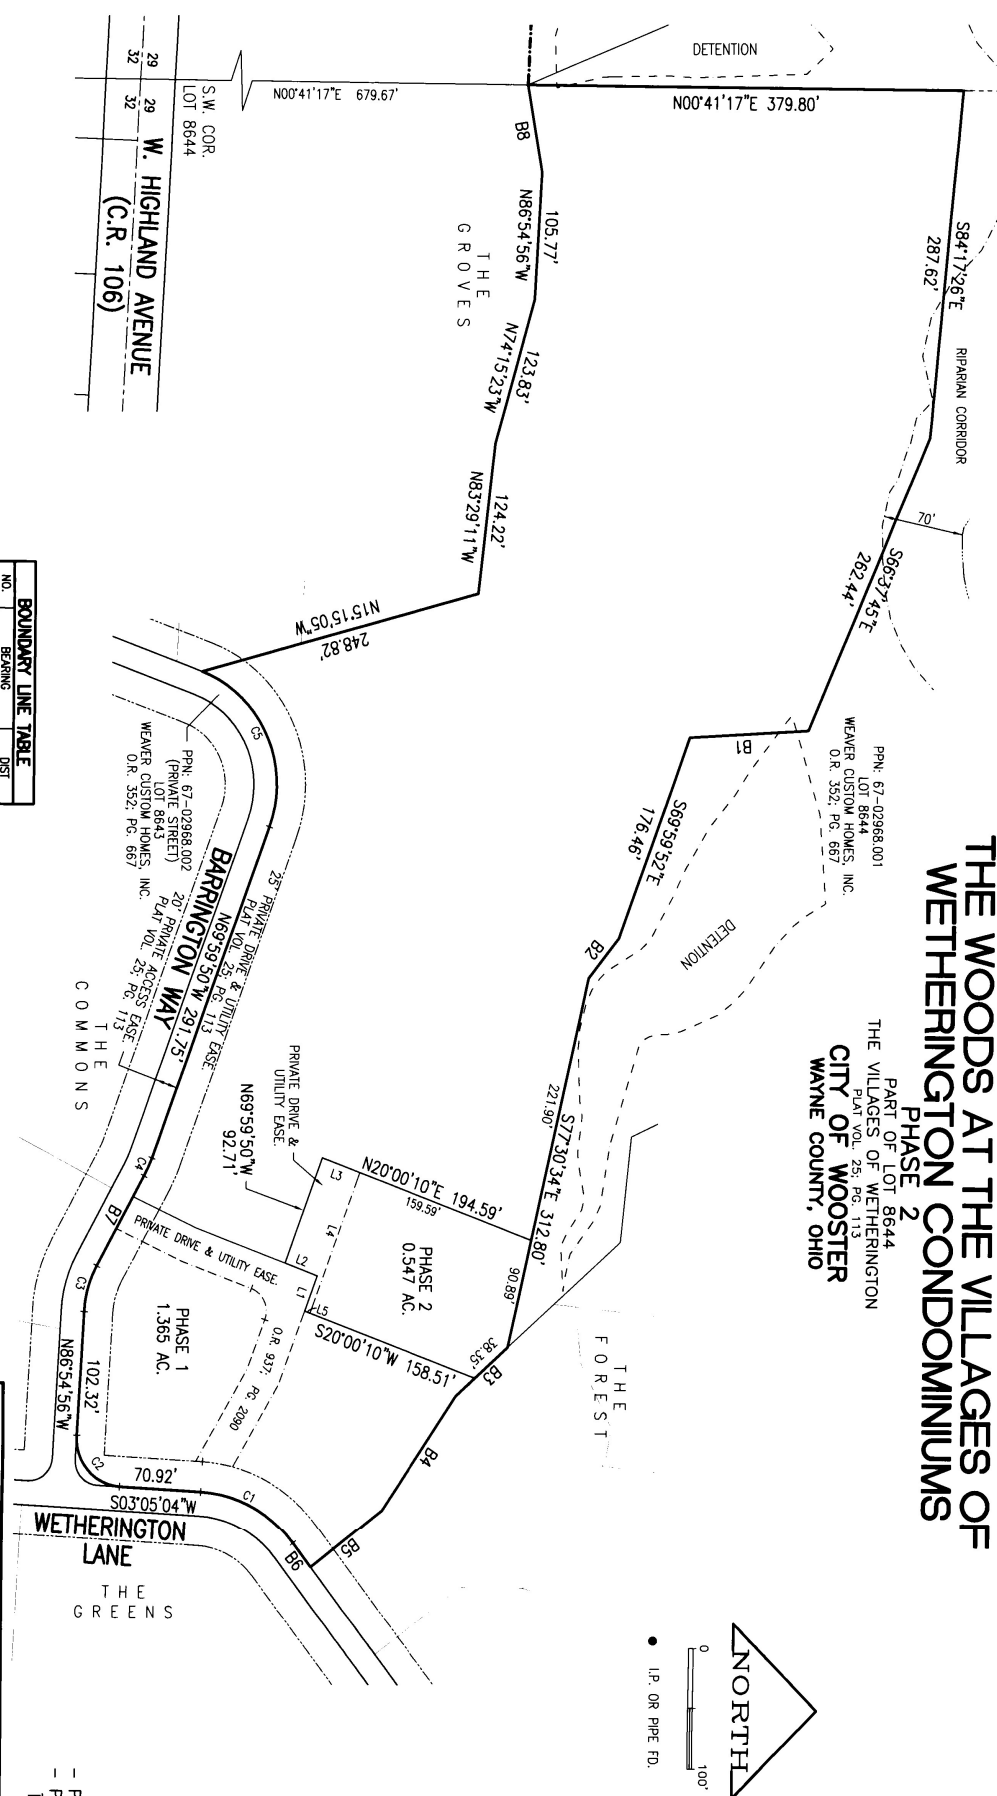 THE WOODS AT THE VILLAGES OF
WETHERINGTON CONDOMINIUMS
PHASE 2
PART OF LOT 8644
THE VILLAGES OF WETHERINGTON
PLAT VOL. 25; PG. 113
CITY OF WOOSTER
WAYNE COUNTY, OHIO
NORTH
0
100'
I.P. OR PIPE FD.
DETENTION
N00°41'17"E 379.80'
N00°41'17"E 679.67'
S.W. COR.
LOT 8644
29
32
29
32
W. HIGHLAND AVENUE
(C.R. 106)
S84°17'26"E
287.62'
RIPARIAN CORRIDOR
70'
S66°37'45"E
262.44'
B8
105.77'
N86°54'56"W
THE
GROVES
123.83'
N74°15'23"W
124.22'
N83°29'11"W
N15°15'05"W
248.82'
B1
PPN: 67-02968.001
LOT 8644
WEAVER CUSTOM HOMES, INC.
O.R. 352; PG. 667
S69°59'52"E
176.46'
B2
DETENTION
C5
PPN: 67-02968.002
(PRIVATE STREET)
LOT 8643
WEAVER CUSTOM HOMES, INC.
O.R. 352; PG. 667
25' PRIVATE DRIVE & UTILITY EASE.
PLAT VOL. 25; PG. 113
N69°59'50"W 291.75'
BARRINGTON WAY
20' PRIVATE ACCESS EASE.
PLAT VOL. 25; PG. 113
THE
COMMONS
221.90'
S77°30'34"E 312.80'
90.89'
PRIVATE DRIVE &
UTILITY EASE.
N69°59'50"W
92.71'
L3
L4
L2
L1
L5
N20°00'10"E 194.59'
159.59'
PHASE 2
0.547 AC.
S20°00'10"W 158.51'
38.35'
B3
THE
FOREST
C4
B7
PRIVATE DRIVE & UTILITY EASE.
C3
PHASE 1
1.365 AC.
O.R. 937; PG. 2090
102.32'
N86°54'56"W
C2
70.92'
S03°05'04"W
C1
B4
B5
B6
WETHERINGTON
LANE
THE
GREENS
BOUNDARY LINE TABLE
NO. BEARING DIST